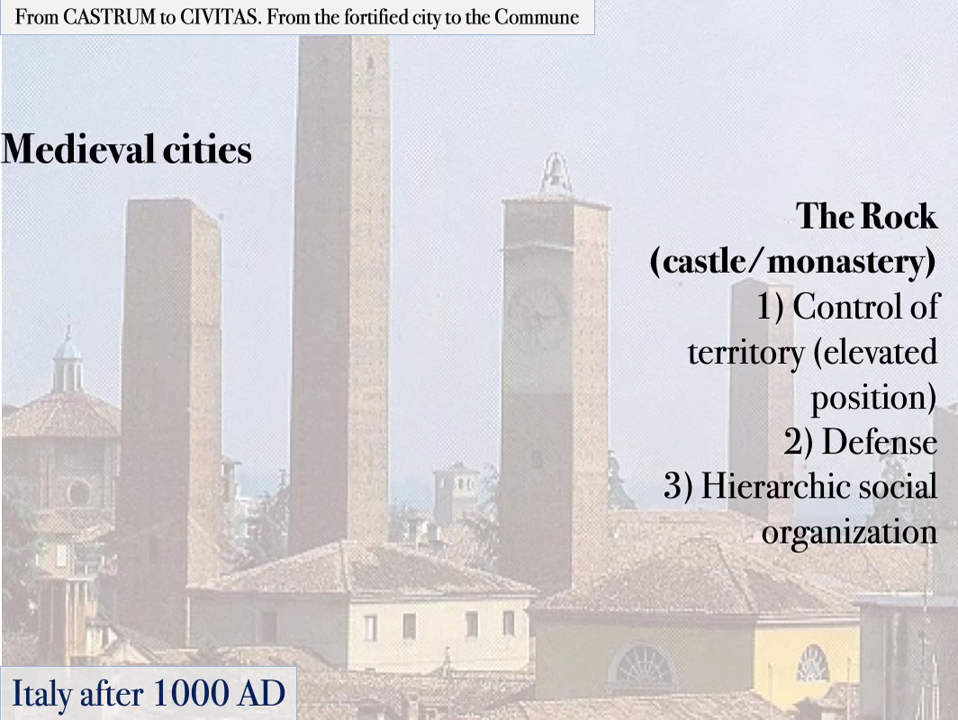 From CASTRUM to CIVITAS. From the fortified city to the Commune
Medieval cities
The Rock
(castle/monastery)
1) Control of
territory (elevated
position)
2) Defense
3) Hierarchic social
organization
Italy after 1000 AD